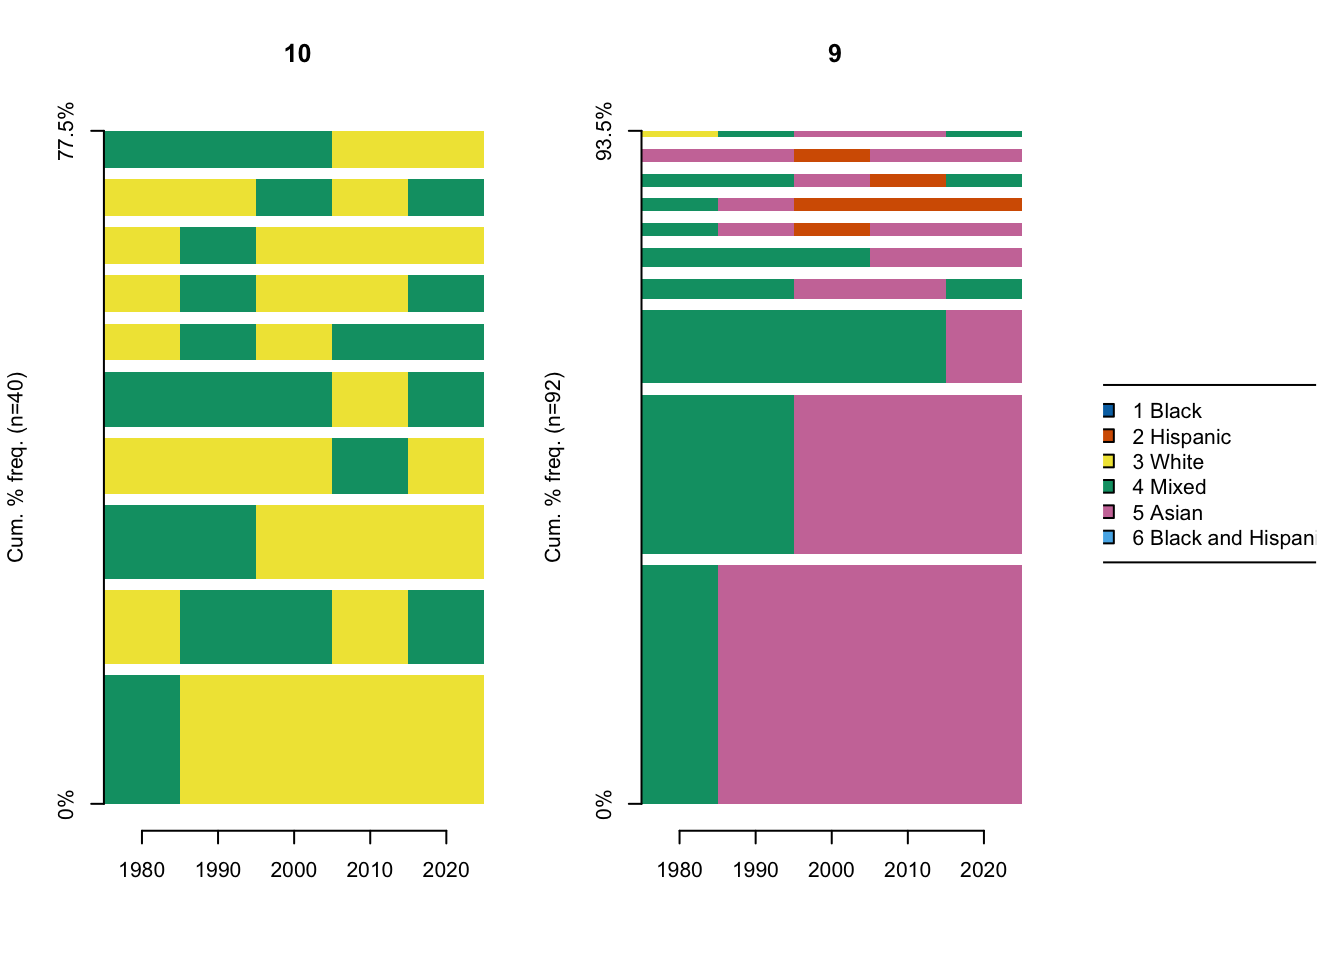 10
77.5%
Cum. % freq. (n=40)
0%
1980 1990 2000 2010 2020
9
93.5%
Cum. % freq. (n=92)
0%
1980 1990 2000 2010 2020
1 Black
2 Hispanic
3 White
4 Mixed
5 Asian
6 Black and Hispani